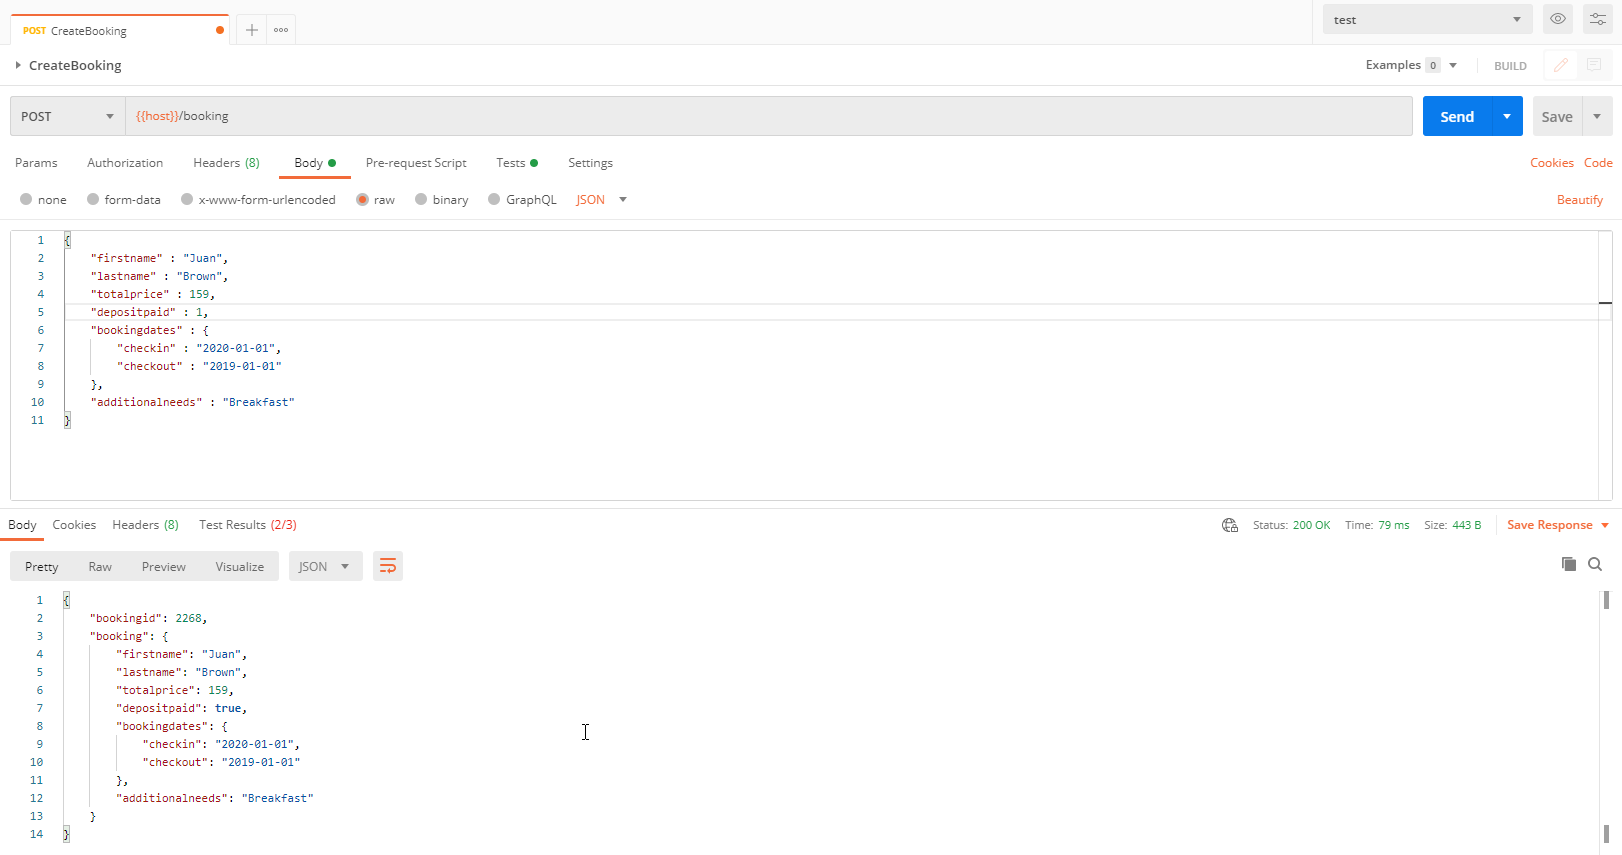 POST CreateBooking
test
CreateBooking
Examples 0
BUILD
POST
{{host}}/booking
Send
Save
Params Authorization Headers (8) Body Pre-request Script Tests Settings Cookies Code
none form-data x-www-form-urlencoded raw binary GraphQL JSON Beautify
1 {
2 "firstname" : "Juan",
3 "lastname" : "Brown",
4 "totalprice" : 159,
5 "depositpaid" : 1,
6 "bookingdates" : {
7 "checkin" : "2020-01-01",
8 "checkout" : "2019-01-01"
9 },
10 "additionalneeds" : "Breakfast"
11 }
Body Cookies Headers (8) Test Results (2/3) Status: 200 OK Time: 79 ms Size: 443 B Save Response
Pretty Raw Preview Visualize JSON
1 {
2 "bookingid": 2268,
3 "booking": {
4 "firstname": "Juan",
5 "lastname": "Brown",
6 "totalprice": 159,
7 "depositpaid": true,
8 "bookingdates": {
9 "checkin": "2020-01-01",
10 "checkout": "2019-01-01"
11 },
12 "additionalneeds": "Breakfast"
13 }
14 }